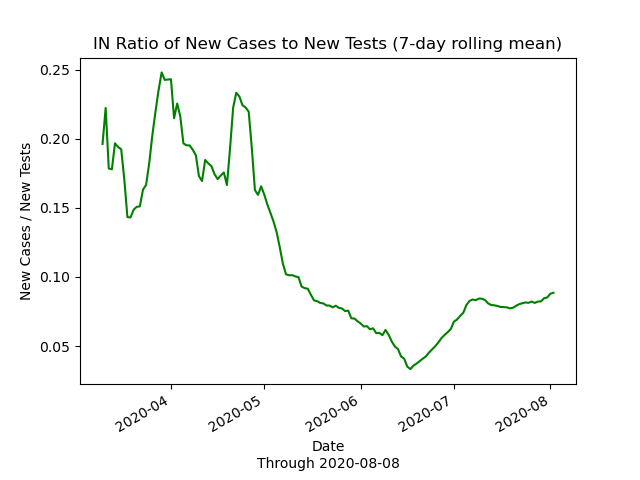 IN Ratio of New Cases to New Tests (7-day rolling mean)
New Cases / New Tests
0.25
0.20
0.15
0.10
0.05
2020-04
2020-05
2020-06
2020-07
2020-08
Date
Through 2020-08-08